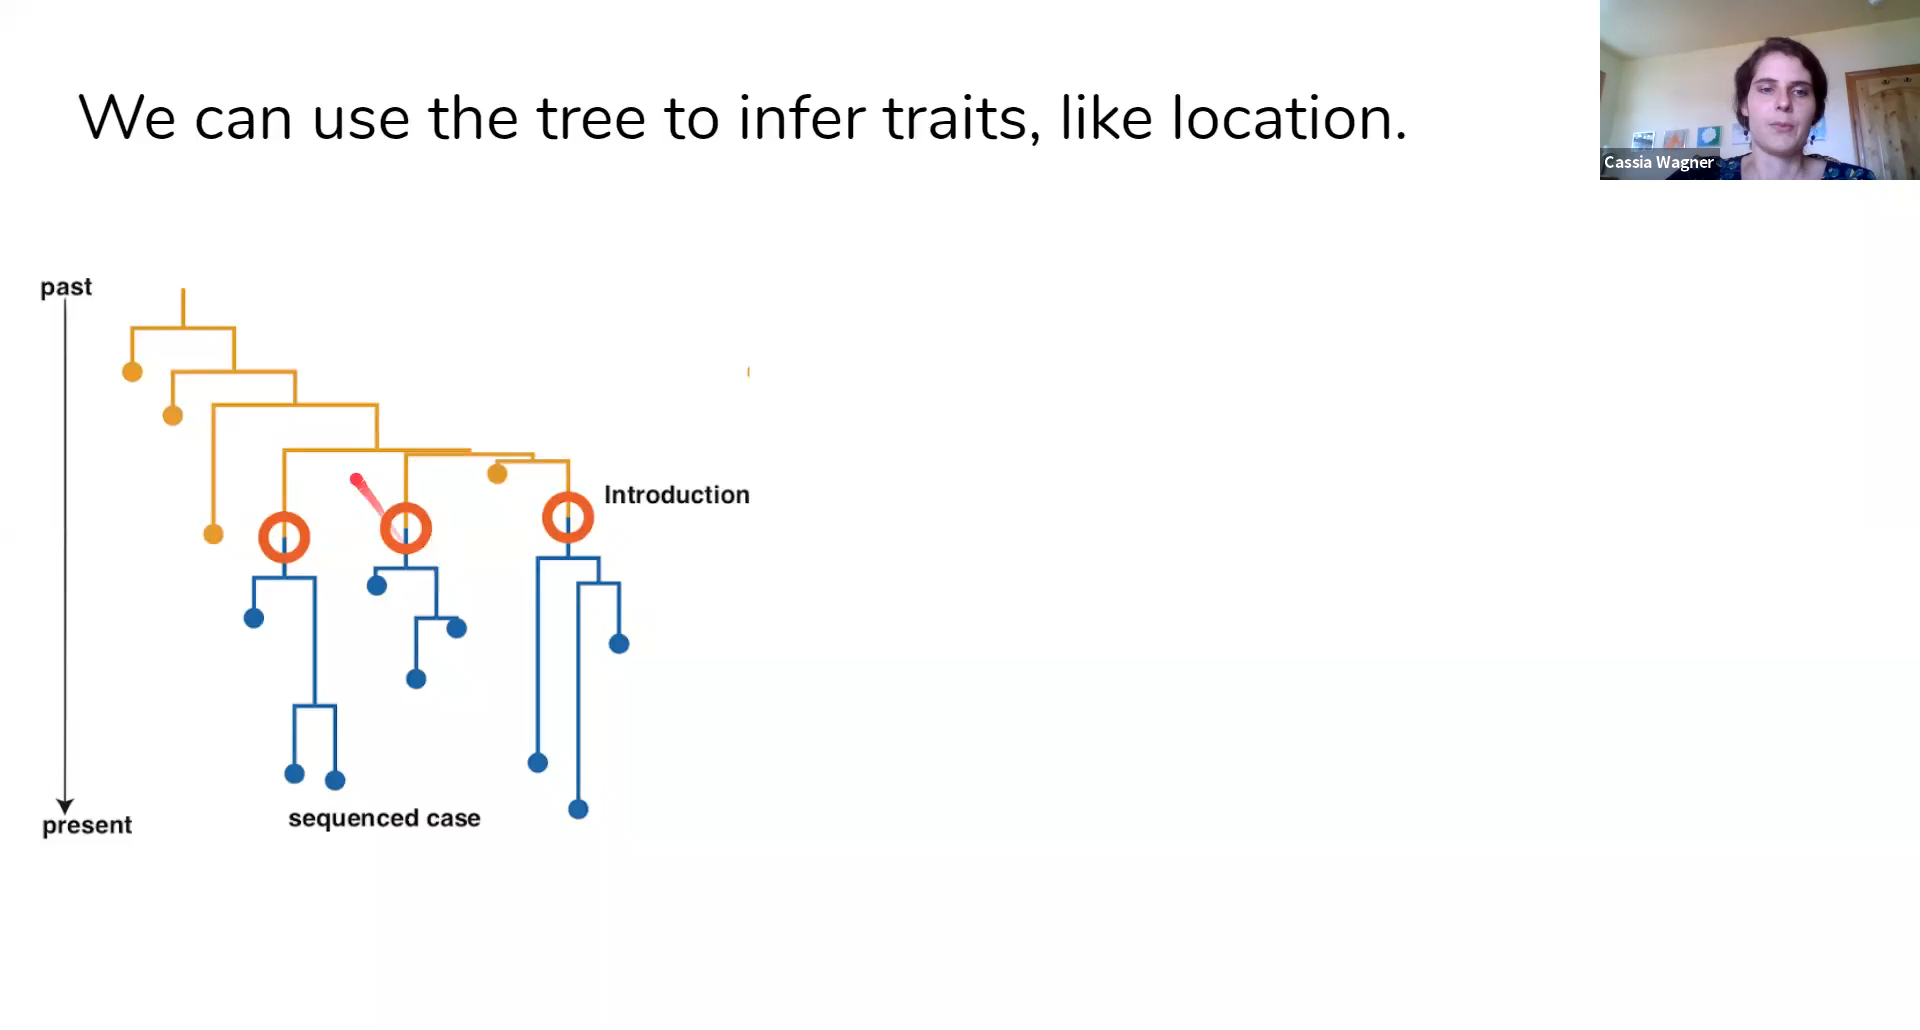 We can use the tree to infer traits, like location.
Cassia Wagner
past
Introduction
sequenced case
present